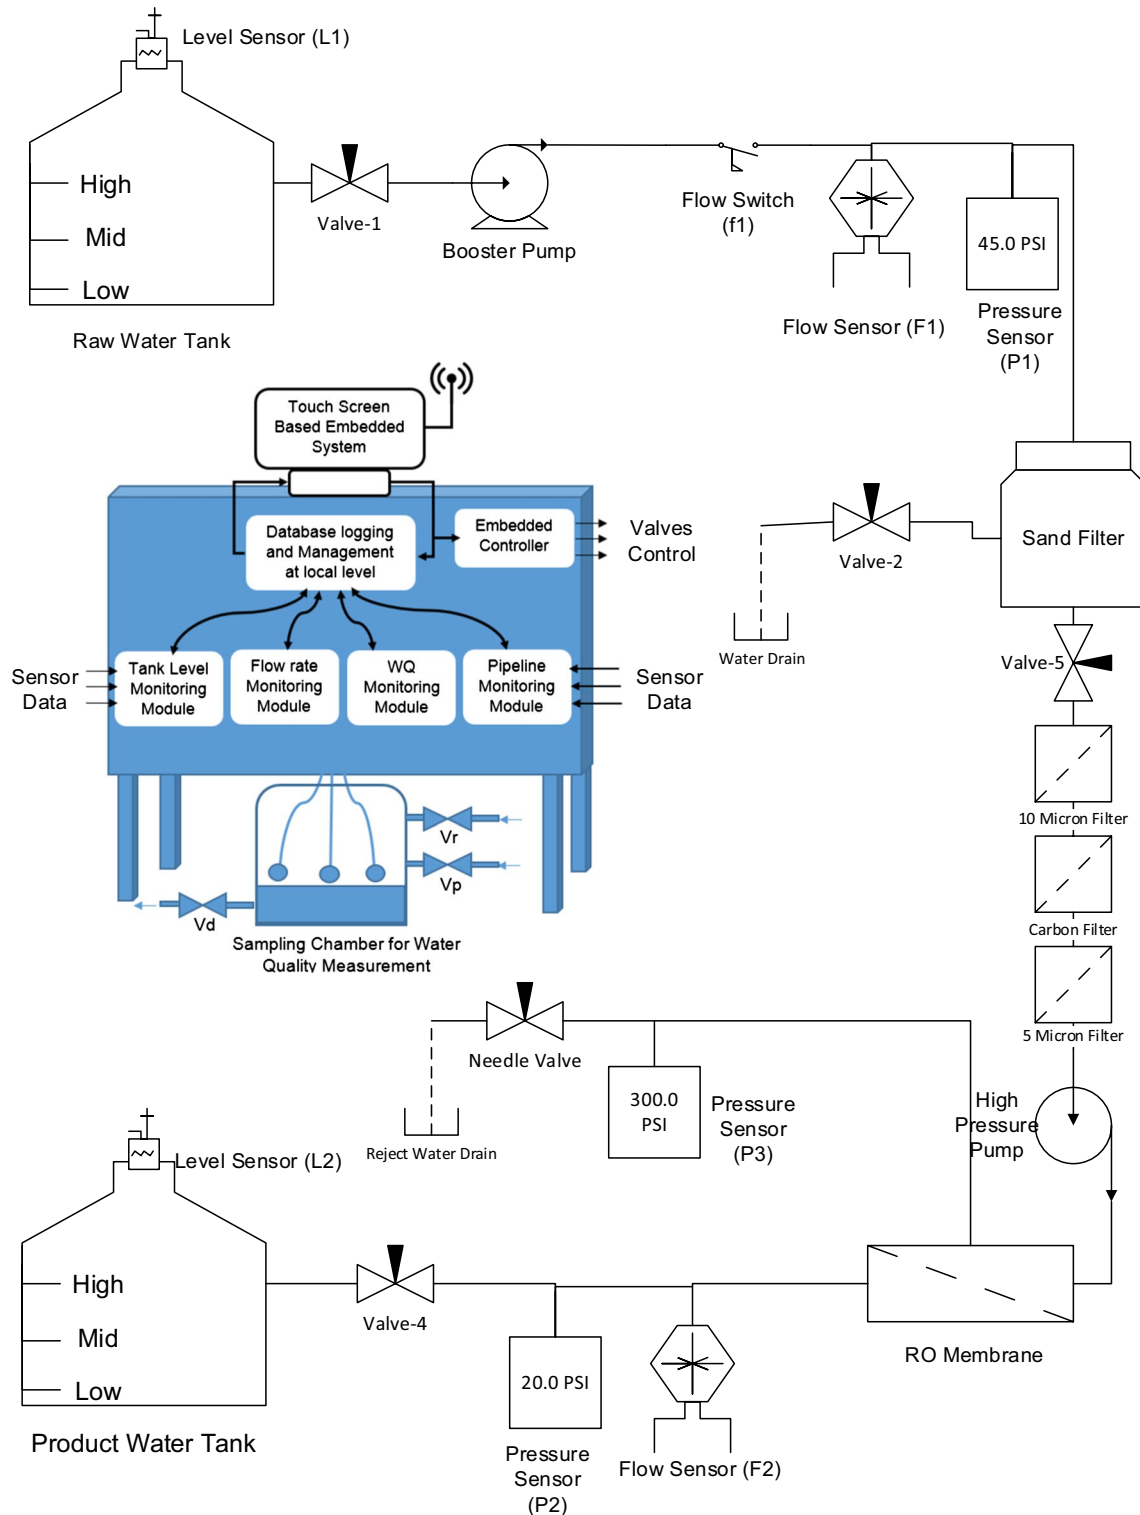 Level Sensor (L1)
High
Mid
Low
Raw Water Tank
Valve-1
Booster Pump
Flow Switch
(f1)
Flow Sensor (F1)
45.0 PSI
Pressure
Sensor
(P1)
Touch Screen
Based Embedded
System
Database logging
and Management
at local level
Embedded
Controller
Valves
Control
Sensor
Data
Tank Level
Monitoring
Module
Flow rate
Monitoring
Module
WQ
Monitoring
Module
Pipeline
Monitoring
Module
Sensor
Data
Vr
Vp
Vd
Sampling Chamber for Water
Quality Measurement
Sand Filter
Valve-2
Water Drain
Valve-5
10 Micron Filter
Carbon Filter
5 Micron Filter
High
Pressure
Pump
Needle Valve
Reject Water Drain
300.0
PSI
Pressure
Sensor
(P3)
RO Membrane
Level Sensor (L2)
High
Mid
Low
Product Water Tank
Valve-4
20.0 PSI
Pressure
Sensor
(P2)
Flow Sensor (F2)